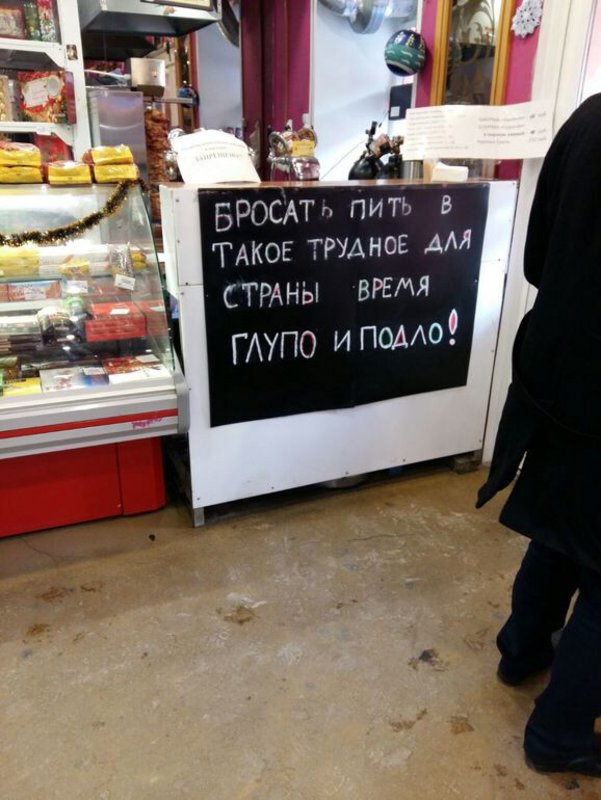 БРОСАТЬ ПИТЬ В
ТАКОЕ ТРУДНОЕ ДЛЯ
СТРАНЫ ВРЕМЯ
ГЛУПО И ПОДЛО!